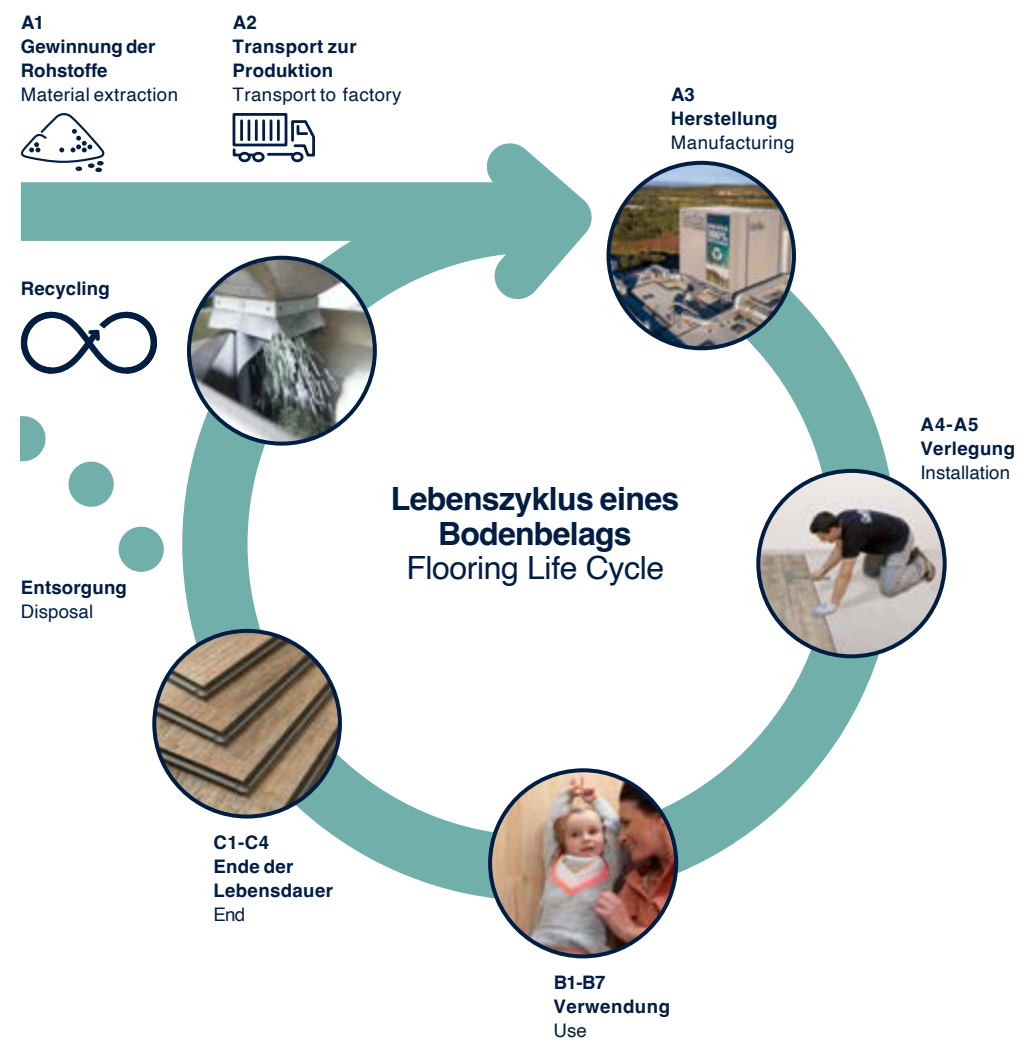 A1
Gewinnung der
Rohstoffe
Material extraction
A2
Transport zur
Produktion
Transport to factory
A3
Herstellung
Manufacturing
Recycling
A4-A5
Verlegung
Installation
Lebenszyklus eines
Bodenbelags
Flooring Life Cycle
Entsorgung
Disposal
C1-C4
Ende der
Lebensdauer
End
B1-B7
Verwendung
Use